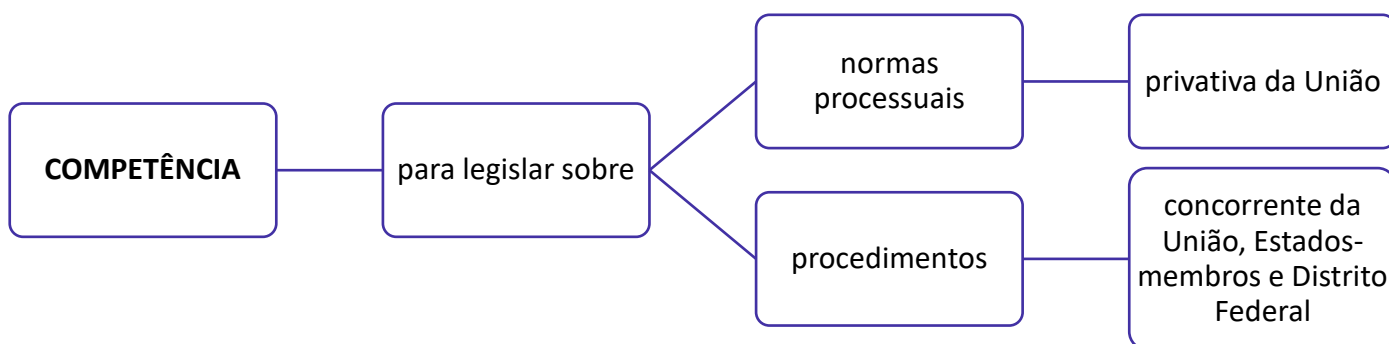 COMPETÊNCIA
para legislar sobre
normas
processuais
privativa da União
procedimentos
concorrente da
União, Estados-
membros e Distrito
Federal